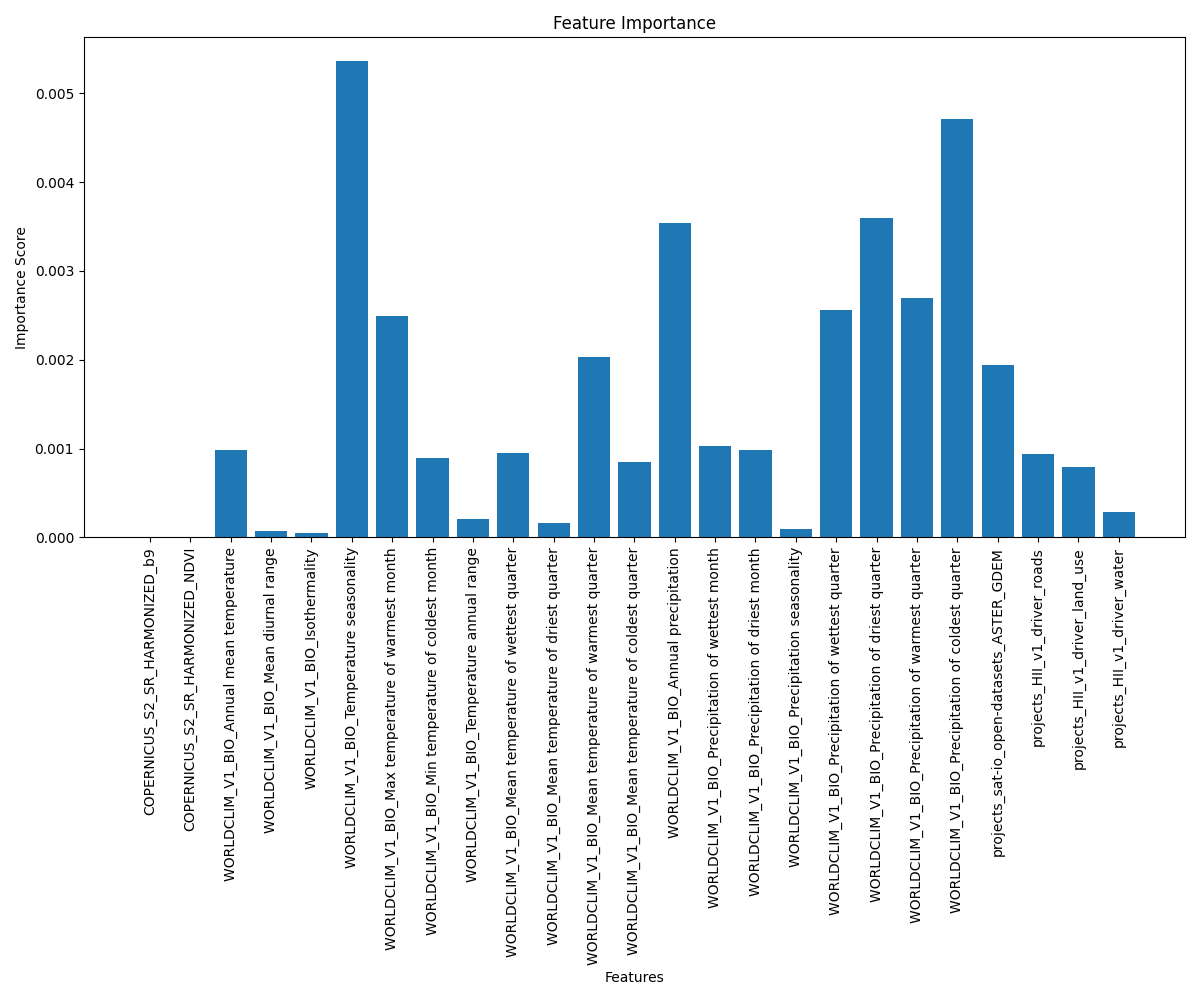 Feature Importance
Importance Score
0.005
0.004
0.003
0.002
0.001
0.000
COPERNICUS_S2_SR_HARMONIZED_b9
COPERNICUS_S2_SR_HARMONIZED_NDVI
WORLDCLIM_V1_BIO_Annual mean temperature
WORLDCLIM_V1_BIO_Mean diurnal range
WORLDCLIM_V1_BIO_Isothermality
WORLDCLIM_V1_BIO_Temperature seasonality
WORLDCLIM_V1_BIO_Max temperature of warmest month
WORLDCLIM_V1_BIO_Min temperature of coldest month
WORLDCLIM_V1_BIO_Temperature annual range
WORLDCLIM_V1_BIO_Mean temperature of wettest quarter
WORLDCLIM_V1_BIO_Mean temperature of driest quarter
WORLDCLIM_V1_BIO_Mean temperature of warmest quarter
WORLDCLIM_V1_BIO_Mean temperature of coldest quarter
WORLDCLIM_V1_BIO_Annual precipitation
WORLDCLIM_V1_BIO_Precipitation of wettest month
WORLDCLIM_V1_BIO_Precipitation of driest month
WORLDCLIM_V1_BIO_Precipitation seasonality
WORLDCLIM_V1_BIO_Precipitation of wettest quarter
WORLDCLIM_V1_BIO_Precipitation of driest quarter
WORLDCLIM_V1_BIO_Precipitation of warmest quarter
WORLDCLIM_V1_BIO_Precipitation of coldest quarter
projects_sat-io_open-datasets_ASTER_GDEM
projects_HII_v1_driver_roads
projects_HII_v1_driver_land_use
projects_HII_v1_driver_water
Features